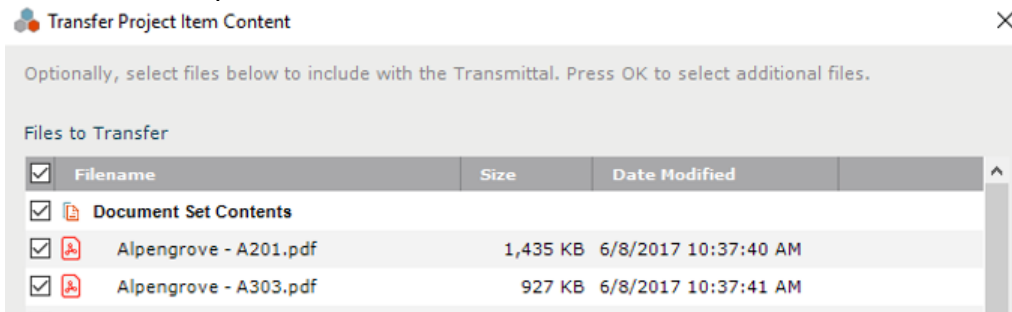 Transfer Project Item Content
Optionally, select files below to include with the Transmittal. Press OK to select additional files.
Files to Transfer
Filename Size Date Modified
Document Set Contents
Alpengrove - A201.pdf 1,435 KB 6/8/2017 10:37:40 AM
Alpengrove - A303.pdf 927 KB 6/8/2017 10:37:41 AM